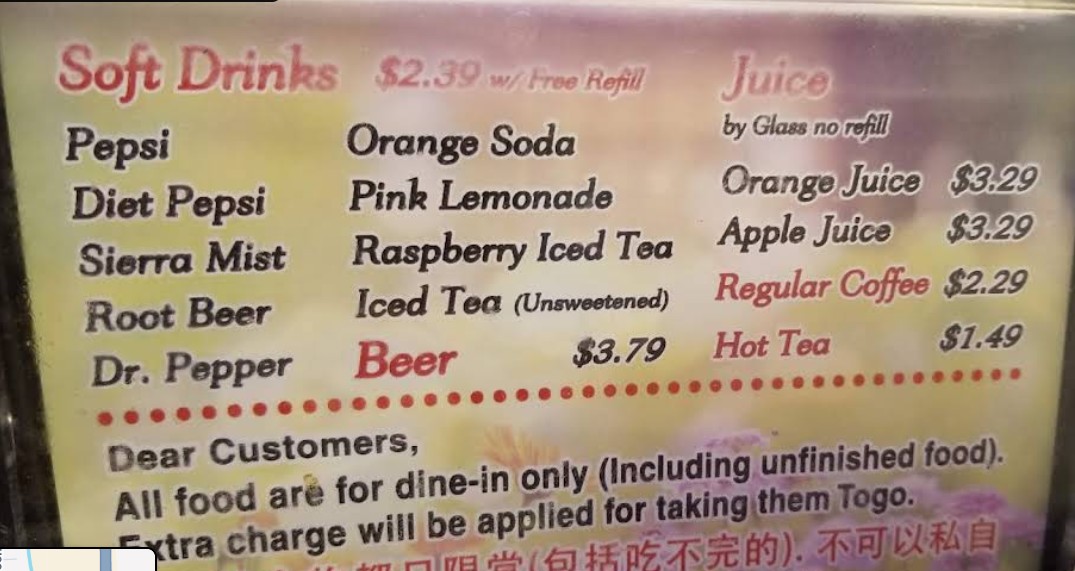 Soft Drinks $2.39 w/ Free Refill
Pepsi
Diet Pepsi
Sierra Mist
Root Beer
Dr. Pepper
Orange Soda
Pink Lemonade
Raspberry Iced Tea
Iced Tea (Unsweetened)
Beer $3.79
Juice
by Glass no refill
Orange Juice $3.29
Apple Juice $3.29
Regular Coffee $2.29
Hot Tea $1.49
Dear Customers,
All food are for dine-in only (Including unfinished food).
Extra charge will be applied for taking them Togo.
(包括吃不完的). 不可以私自